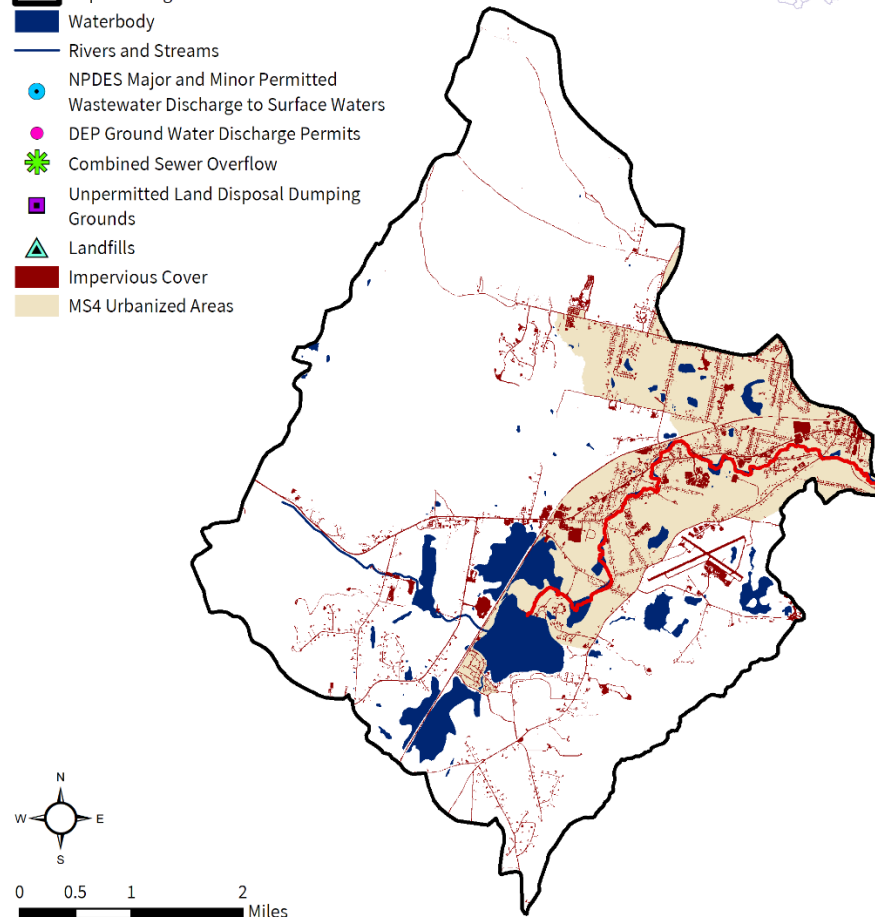 Waterbody
Rivers and Streams
NPDES Major and Minor Permitted
Wastewater Discharge to Surface Waters
DEP Ground Water Discharge Permits
Combined Sewer Overflow
Unpermitted Land Disposal Dumping
Grounds
Landfills
Impervious Cover
MS4 Urbanized Areas
N
W E
S
0 0.5 1 2
Miles